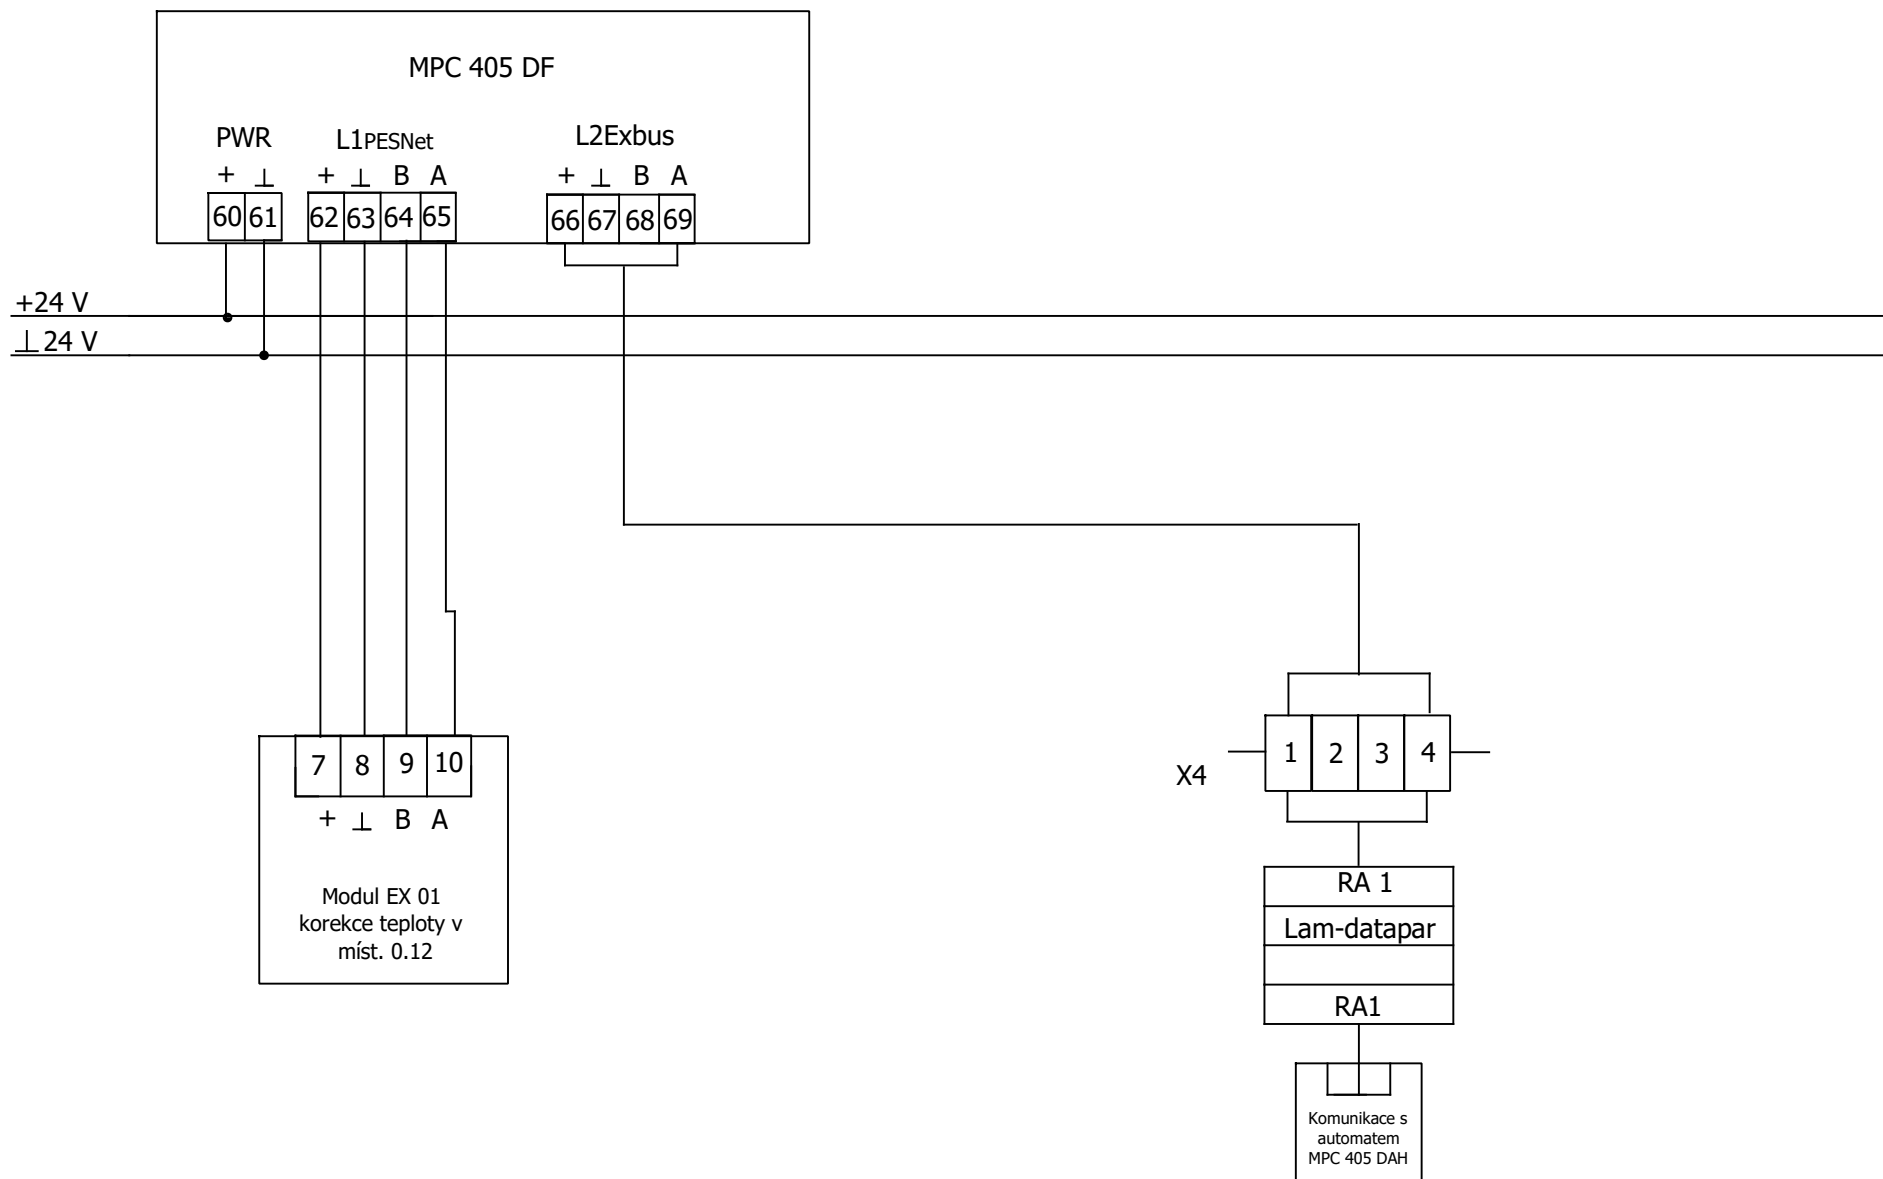 MPC 405 DF
PWR L1PESNet L2Exbus
+ ⊥ + ⊥ B A + ⊥ B A
60 61 62 63 64 65 66 67 68 69
+24 V
⊥ 24 V
7 8 9 10
+ ⊥ B A
Modul EX 01
korekce teploty v
míst. 0.12
X4 1 2 3 4
RA 1
Lam-datapar
RA1
Komunikace s
automatem
MPC 405 DAH